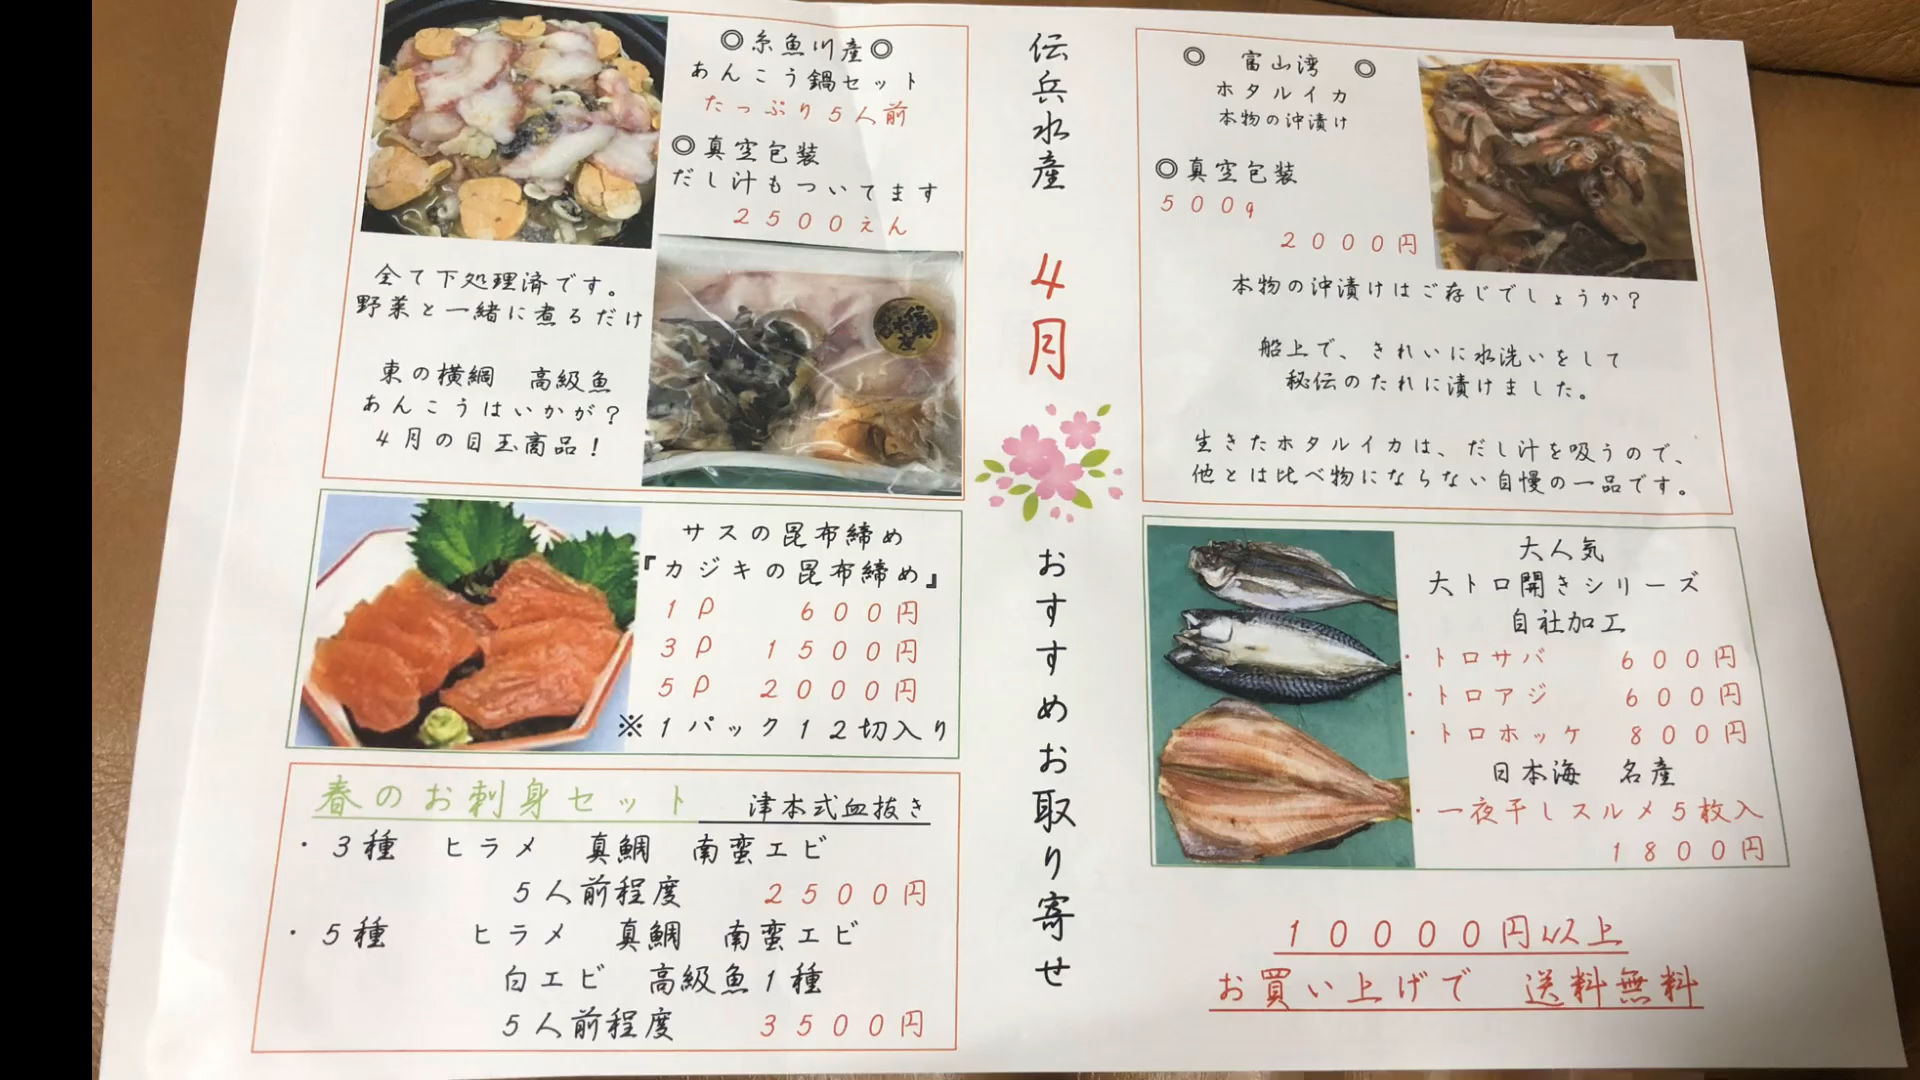 伝兵水産　4月　おすすめお取り寄せ
◎糸魚川産◎
あんこう鍋セット
たっぷり5人前
◎真空包装
だし汁もついてます
2500えん
全て下処理済です。
野菜と一緒に煮るだけ
東の横綱　高級魚
あんこうはいかが?
4月の目玉商品!
サスの昆布締め
『カジキの昆布締め』
1P　600円
3P　1500円
5P　2000円
※1パック12切入り
春のお刺身セット　津本式血抜き
・3種　ヒラメ　真鯛　南蛮エビ
5人前程度　2500円
・5種　ヒラメ　真鯛　南蛮エビ
白エビ　高級魚1種
5人前程度　3500円
◎　富山湾　◎
ホタルイカ
本物の沖漬け
◎真空包装
500g
2000円
本物の沖漬けはご存じでしょうか?
船上で、きれいに水洗いをして
秘伝のたれに漬けました。
生きたホタルイカは、だし汁を吸うので、
他とは比べ物にならない自慢の一品です。
大人気
大トロ開きシリーズ
自社加工
・トロサバ　600円
・トロアジ　600円
・トロホッケ　800円
日本海　名産
・一夜干しスルメ5枚入
1800円
10000円以上
お買い上げで　送料無料